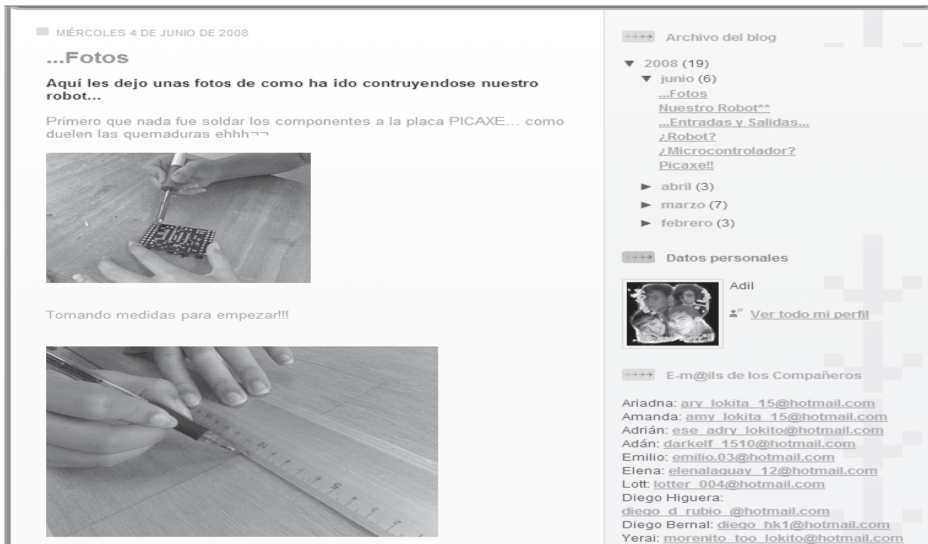 MIÉRCOLES 4 DE JUNIO DE 2008
...Fotos
Aquí les dejo unas fotos de como ha ido contruyendose nuestro
robot...
Primero que nada fue soldar los componentes a la placa PICAXE... como
duelen las quemaduras ehhh¬¬
Tomando medidas para empezar!!!
Archivo del blog
▼ 2008 (19)
▼ junio (6)
...Fotos
Nuestro Robot**
...Entradas y Salidas...
¿Robot?
¿Microcontrolador?
Picaxe!!
► abril (3)
► marzo (7)
► febrero (3)
Datos personales
Adil
Ver todo mi perfil
E-m@ils de los Compañeros
Ariadna: ary_lokita_15@hotmail.com
Amanda: amy_lokita_15@hotmail.com
Adrián: ese_adry_lokito@hotmail.com
Adán: darkelf_1510@hotmail.com
Emilio: emilio.03@hotmail.com
Elena: elenalaguay_12@hotmail.com
Lott: lotter_004@hotmail.com
Diego Higuera:
diego_d_rubio_@hotmail.com
Diego Bernal: diego_hk1@hotmail.com
Yerai: morenito_too_lokito@hotmail.com